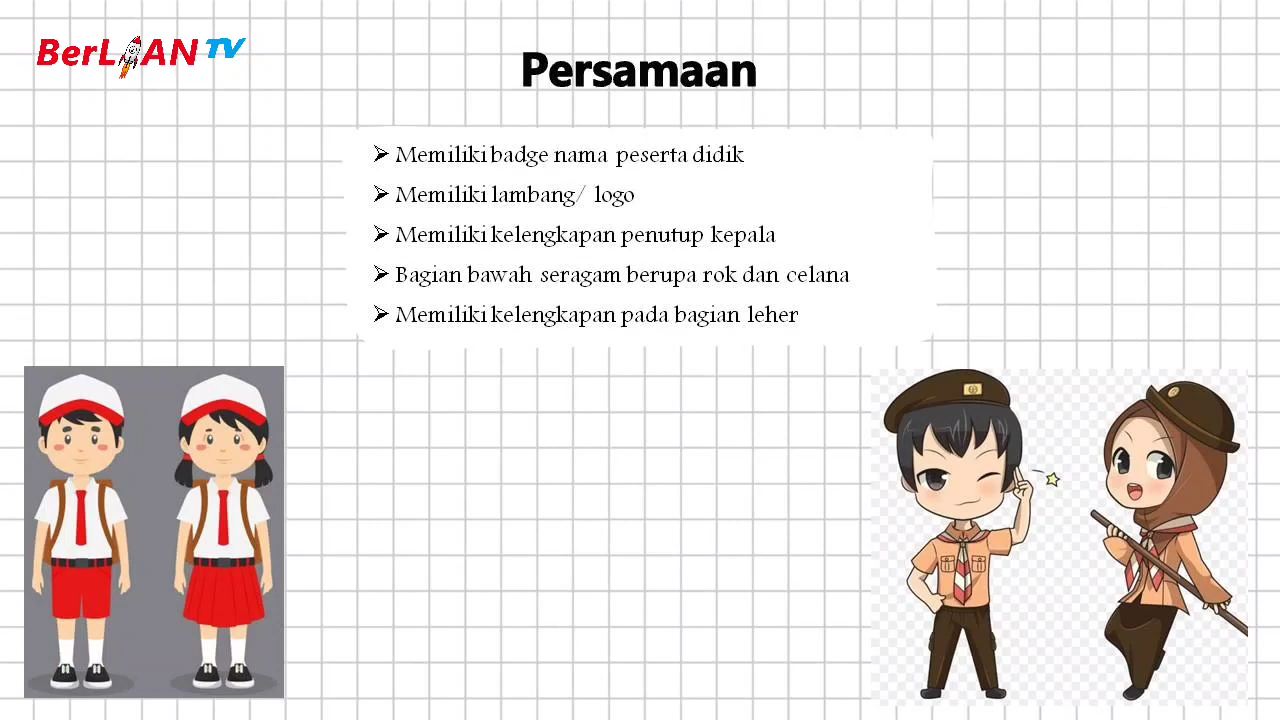 BerLIAN TV
Persamaan
➢ Memiliki badge nama peserta didik
➢ Memiliki lambang/ logo
➢ Memiliki kelengkapan penutup kepala
➢ Bagian bawah seragam berupa rok dan celana
➢ Memiliki kelengkapan pada bagian leher